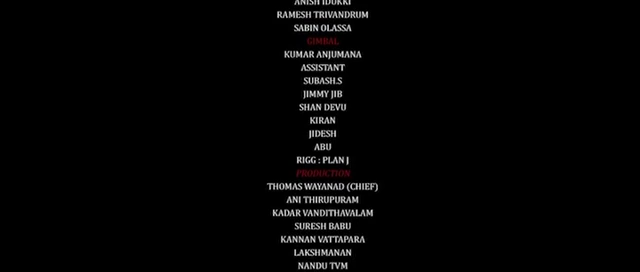 ANISH IDUKKI
RAMESH TRIVANDRUM
SABIN OLASSA
GIMBAL
KUMAR ANJUMANA
ASSISTANT
SUBASH.S
JIMMY JIB
SHAN DEVU
KIRAN
JIDESH
ABU
RIGG : PLAN J
PRODUCTION
THOMAS WAYANAD (CHIEF)
ANI THIRUPURAM
KADAR VANDITHAVALAM
SURESH BABU
KANNAN VATTAPARA
LAKSHMANAN
NANDU TVM